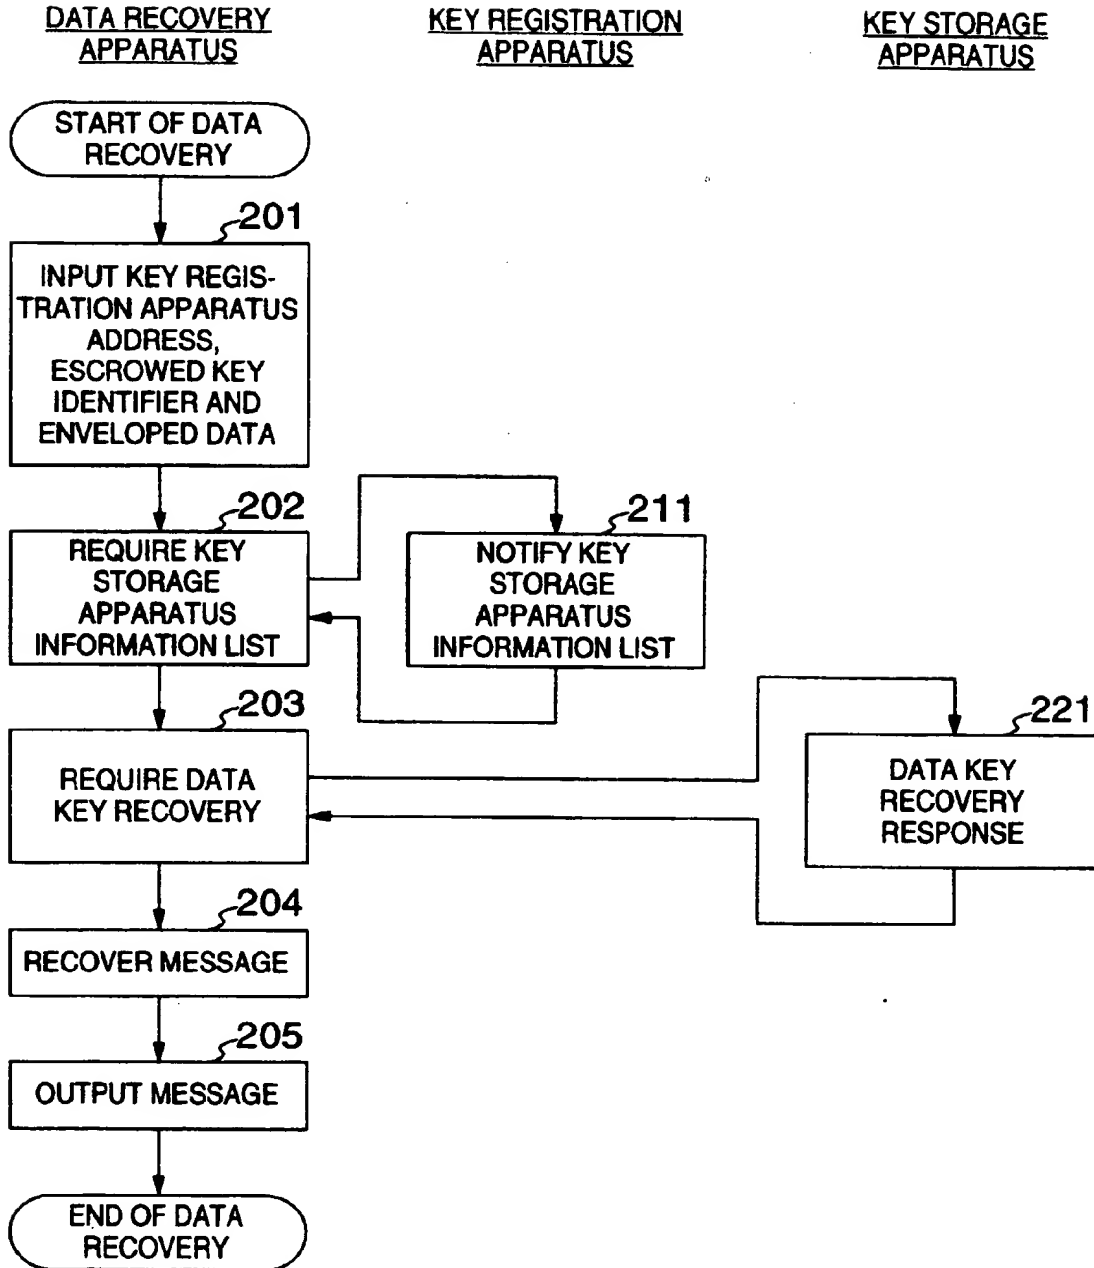 DATA RECOVERY
APPARATUS
KEY REGISTRATION
APPARATUS
KEY STORAGE
APPARATUS
START OF DATA
RECOVERY
201
INPUT KEY REGIS-
TRATION APPARATUS
ADDRESS,
ESCROWED KEY
IDENTIFIER AND
ENVELOPED DATA
202
REQUIRE KEY
STORAGE
APPARATUS
INFORMATION LIST
211
NOTIFY KEY
STORAGE
APPARATUS
INFORMATION LIST
203
REQUIRE DATA
KEY RECOVERY
221
DATA KEY
RECOVERY
RESPONSE
204
RECOVER MESSAGE
205
OUTPUT MESSAGE
END OF DATA
RECOVERY